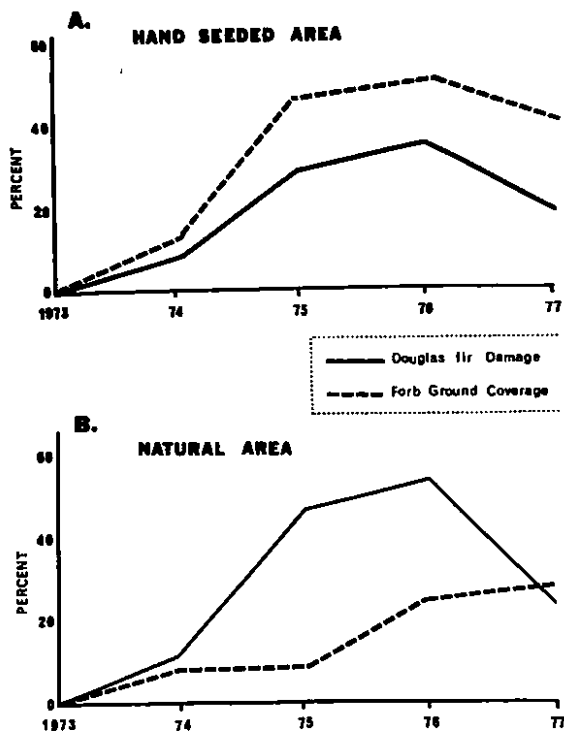 A.
HAND SEEDED AREA
60
40
20
0
PERCENT
1973 74 75 76 77
Douglas fir Damage
Forb Ground Coverage
B.
NATURAL AREA
60
40
20
0
PERCENT
1973 74 75 76 77